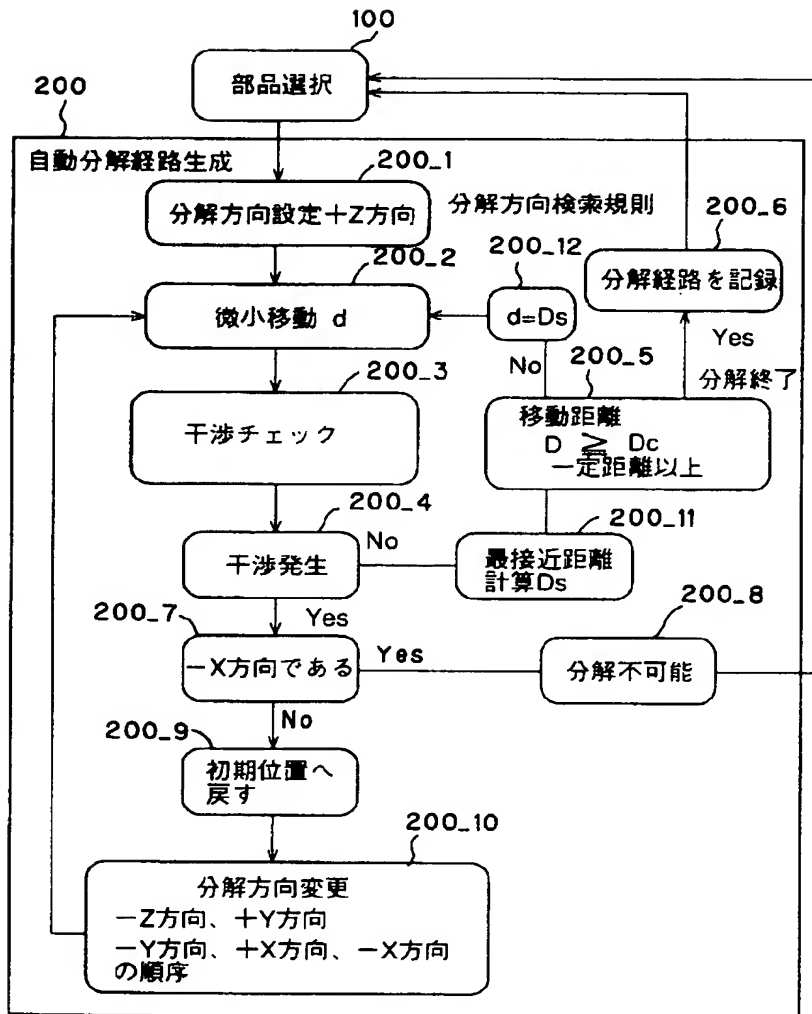 100
部品選択
200
自動分解経路生成
200_1
分解方向設定+Z方向
分解方向検索規則
200_2
微小移動 d
200_12
d=Ds
200_6
分解経路を記録
No
Yes
200_5
分解終了
200_3
干渉チェック
移動距離
D ≧ Dc
一定距離以上
200_4
干渉発生
No
200_11
最接近距離
計算Ds
Yes
200_7
−X方向である
Yes
200_8
分解不可能
No
200_9
初期位置へ
戻す
200_10
分解方向変更
−Z方向、+Y方向
−Y方向、+X方向、−X方向
の順序